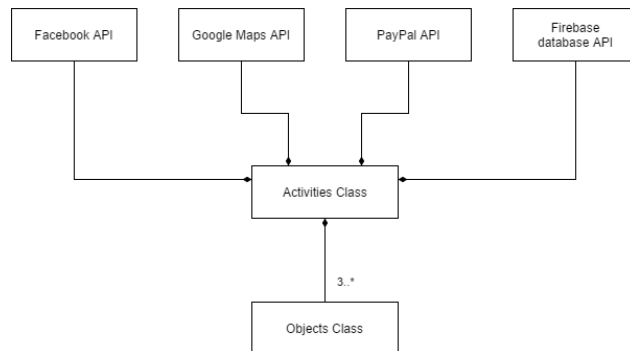 Facebook API
Google Maps API
PayPal API
Firebase
database API
Activities Class
3..*
Objects Class